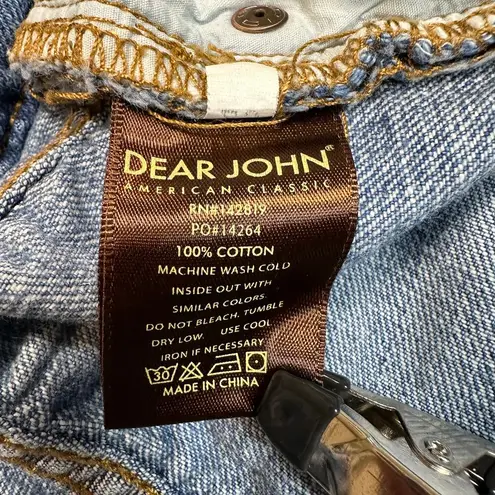 DEAR JOHN®
AMERICAN CLASSIC
RN#142819
PO#14264
100% COTTON
MACHINE WASH COLD
INSIDE OUT WITH
SIMILAR COLORS.
DO NOT BLEACH. TUMBLE
DRY LOW. USE COOL
IRON IF NECESSARY
30
MADE IN CHINA